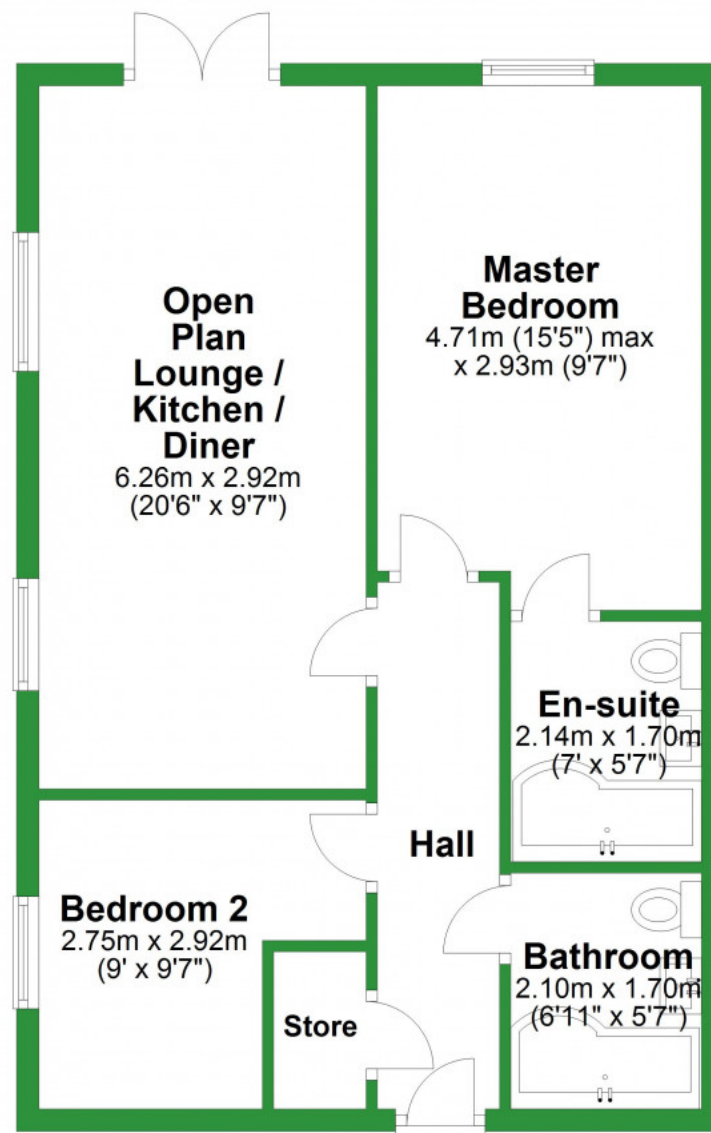 Open
Plan
Lounge /
Kitchen /
Diner
6.26m x 2.92m
(20'6" x 9'7")
Master
Bedroom
4.71m (15'5") max
x 2.93m (9'7")
En-suite
2.14m x 1.70m
(7' x 5'7")
Hall
Bedroom 2
2.75m x 2.92m
(9' x 9'7")
Store
Bathroom
2.10m x 1.70m
(6'11" x 5'7")